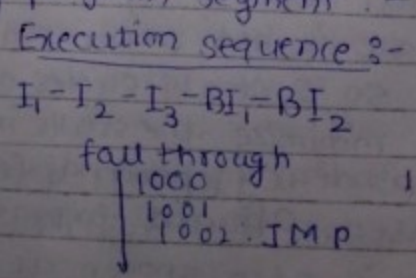 Execution sequence :-
I₁ - I₂ - I₃ - BI₁ - BI₂
fall through
1000
1001
1002 : JMP